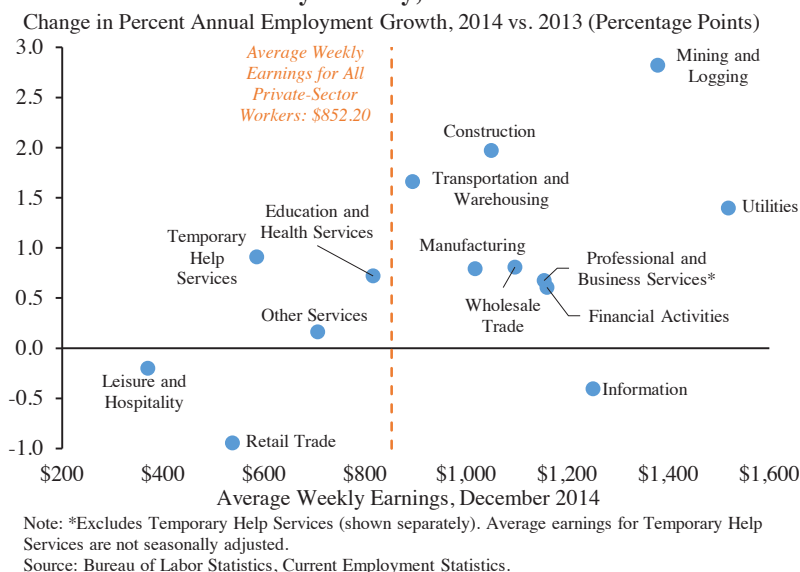 Change in Percent Annual Employment Growth, 2014 vs. 2013 (Percentage Points)
3.0
2.5
2.0
1.5
1.0
0.5
0.0
-0.5
-1.0
Average Weekly
Earnings for All
Private-Sector
Workers: $852.20
Mining and
Logging
Construction
Transportation and
Warehousing
Utilities
Education and
Health Services
Temporary
Help
Services
Manufacturing
Professional and
Business Services*
Wholesale
Trade
Financial Activities
Other Services
Leisure and
Hospitality
Information
Retail Trade
$200 $400 $600 $800 $1,000 $1,200 $1,400 $1,600
Average Weekly Earnings, December 2014
Note: *Excludes Temporary Help Services (shown separately). Average earnings for Temporary Help
Services are not seasonally adjusted.
Source: Bureau of Labor Statistics, Current Employment Statistics.